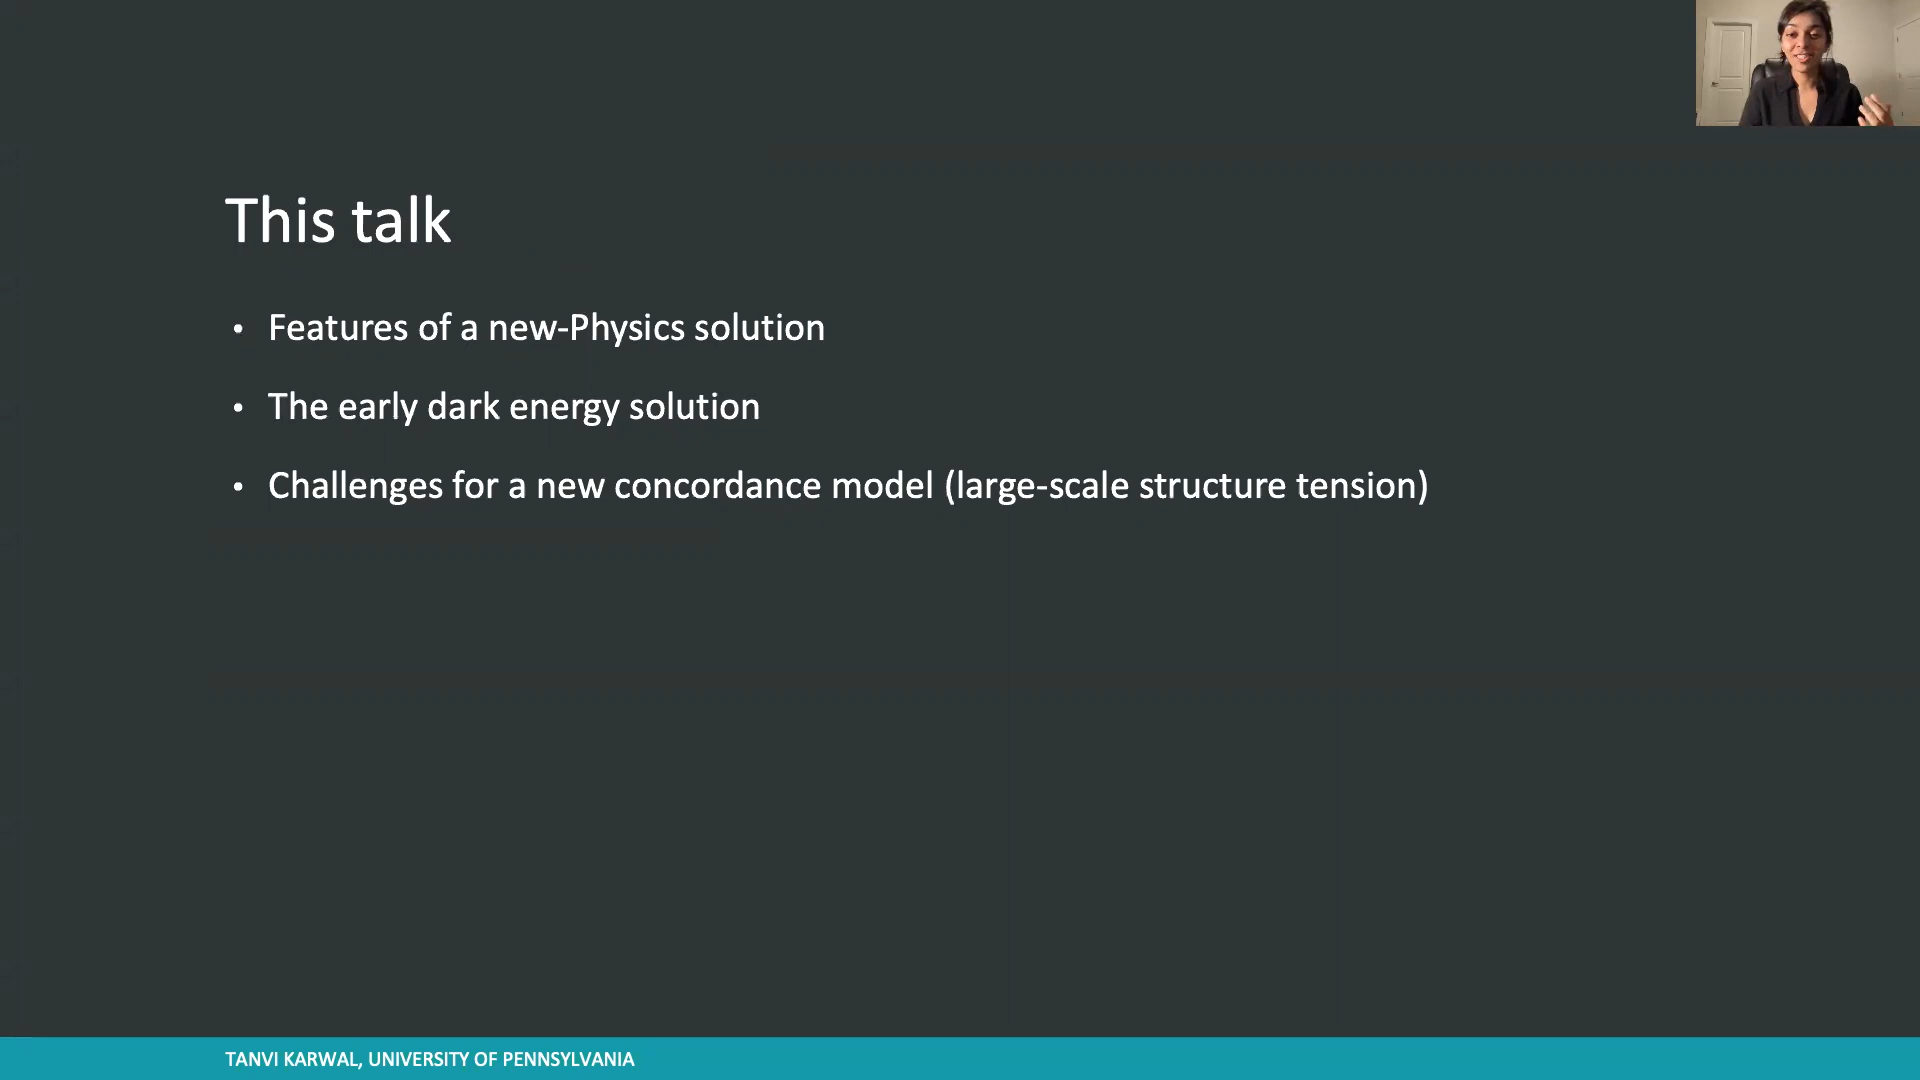 This talk
• Features of a new-Physics solution
• The early dark energy solution
• Challenges for a new concordance model (large-scale structure tension)
TANVI KARWAL, UNIVERSITY OF PENNSYLVANIA